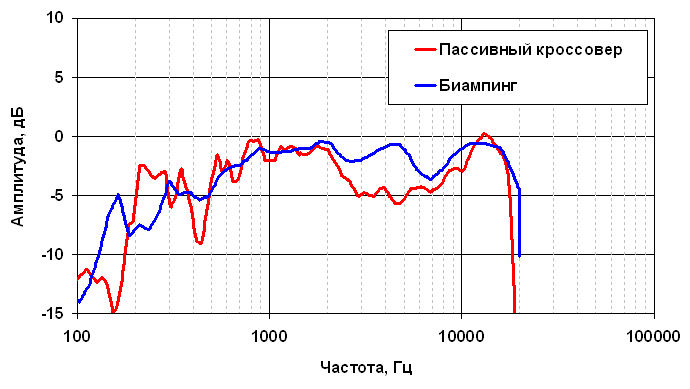 10
5
0
-5
-10
-15
Амплитуда, дБ
Пассивный кроссовер
Биампинг
100
1000
10000
100000
Частота, Гц